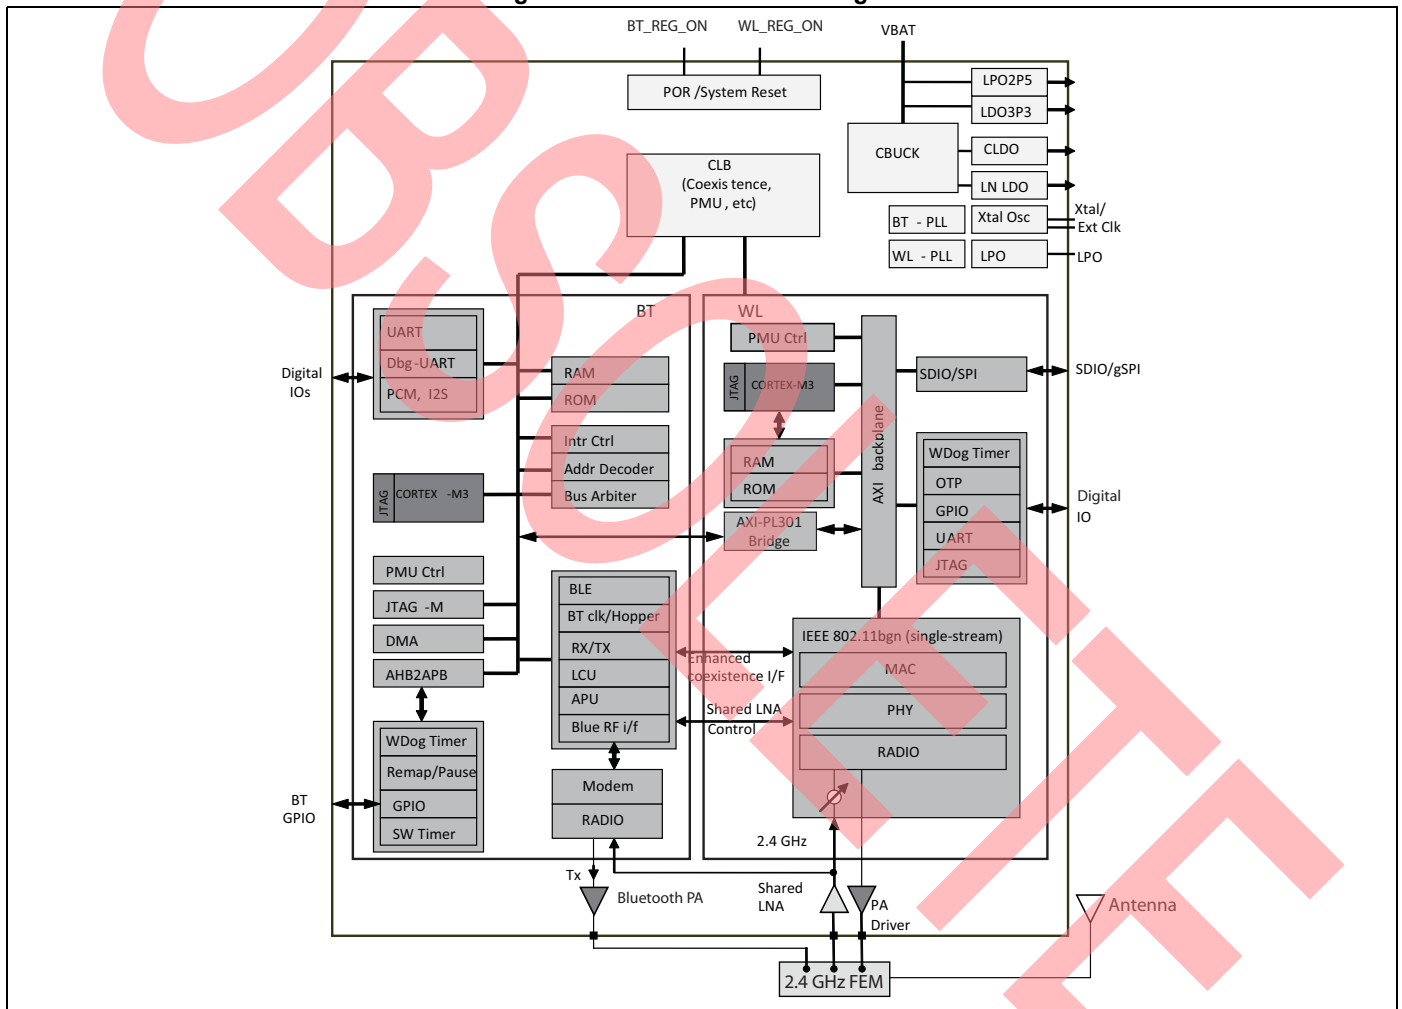 BT_REG_ON WL_REG_ON VBAT
POR /System Reset
LPO2P5
LDO3P3
CBUCK
CLDO
LN LDO
CLB
(Coexis tence,
PMU , etc)
BT - PLL
Xtal Osc
Xtal/
Ext Clk
WL - PLL
LPO
LPO
BT
UART
Dbg-UART
PCM, I2S
Digital
IOs
RAM
ROM
Intr Ctrl
Addr Decoder
Bus Arbiter
JTAG
CORTEX -M3
PMU Ctrl
JTAG -M
DMA
AHB2APB
WDog Timer
Remap/Pause
GPIO
SW Timer
BT
GPIO
BLE
BT clk/Hopper
RX/TX
LCU
APU
Blue RF i/f
Modem
RADIO
WL
PMU Ctrl
JTAG
CORTEX-M3
RAM
ROM
AXI-PL301
Bridge
AXI backplane
SDIO/SPI
SDIO/gSPI
WDog Timer
OTP
GPIO
UART
JTAG
Digital
IO
Enhanced
coexistence I/F
Shared LNA
Control
IEEE 802.11bgn (single-stream)
MAC
PHY
RADIO
2.4 GHz
Tx
Bluetooth PA
Shared
LNA
PA
Driver
Antenna
2.4 GHz FEM
OBSOLETE